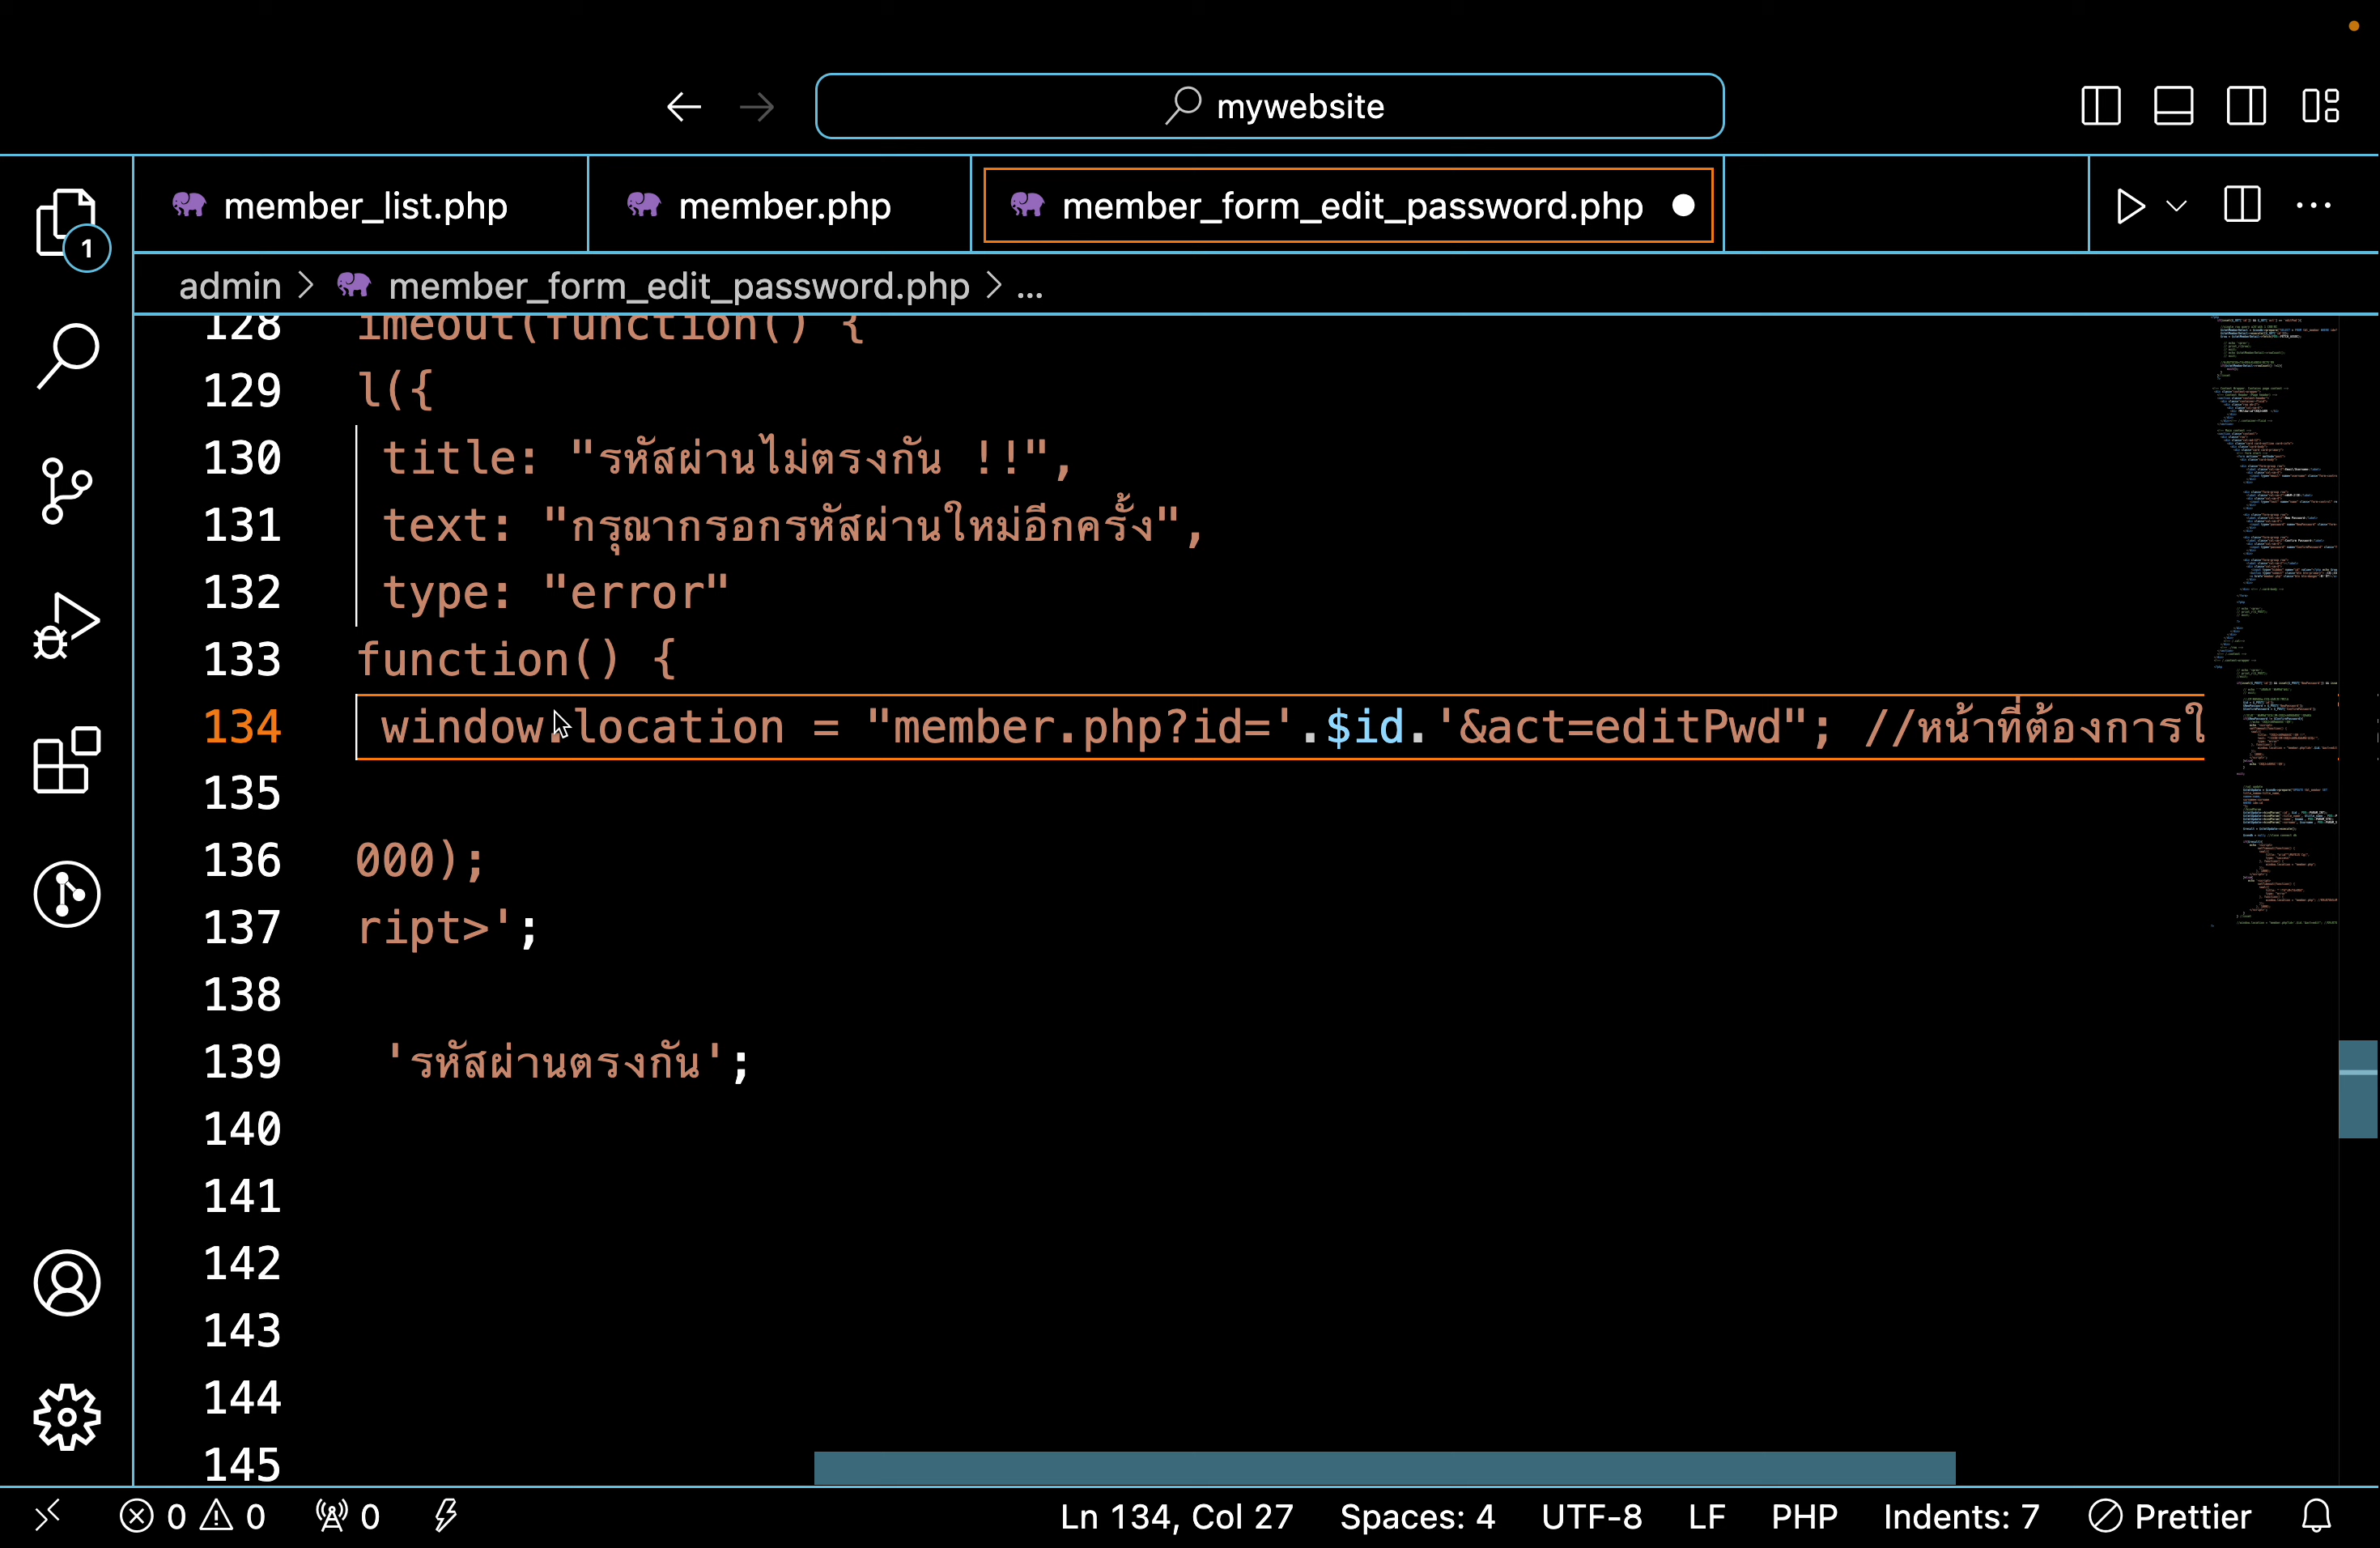 mywebsite
member_list.php
member.php
member_form_edit_password.php
1
admin > member_form_edit_password.php > ...
128 imeout(function() {
129 l({
130 title: "รหัสผ่านไม่ตรงกัน !!",
131 text: "กรุณากรอกรหัสผ่านใหม่อีกครั้ง",
132 type: "error"
133 function() {
134 window.location = "member.php?id='.$id.'&act=editPwd"; //หน้าที่ต้องการใ
135
136 000);
137 ript>';
138
139 'รหัสผ่านตรงกัน';
140
141
142
143
144
145
0 0 0 Ln 134, Col 27 Spaces: 4 UTF-8 LF PHP Indents: 7 Prettier